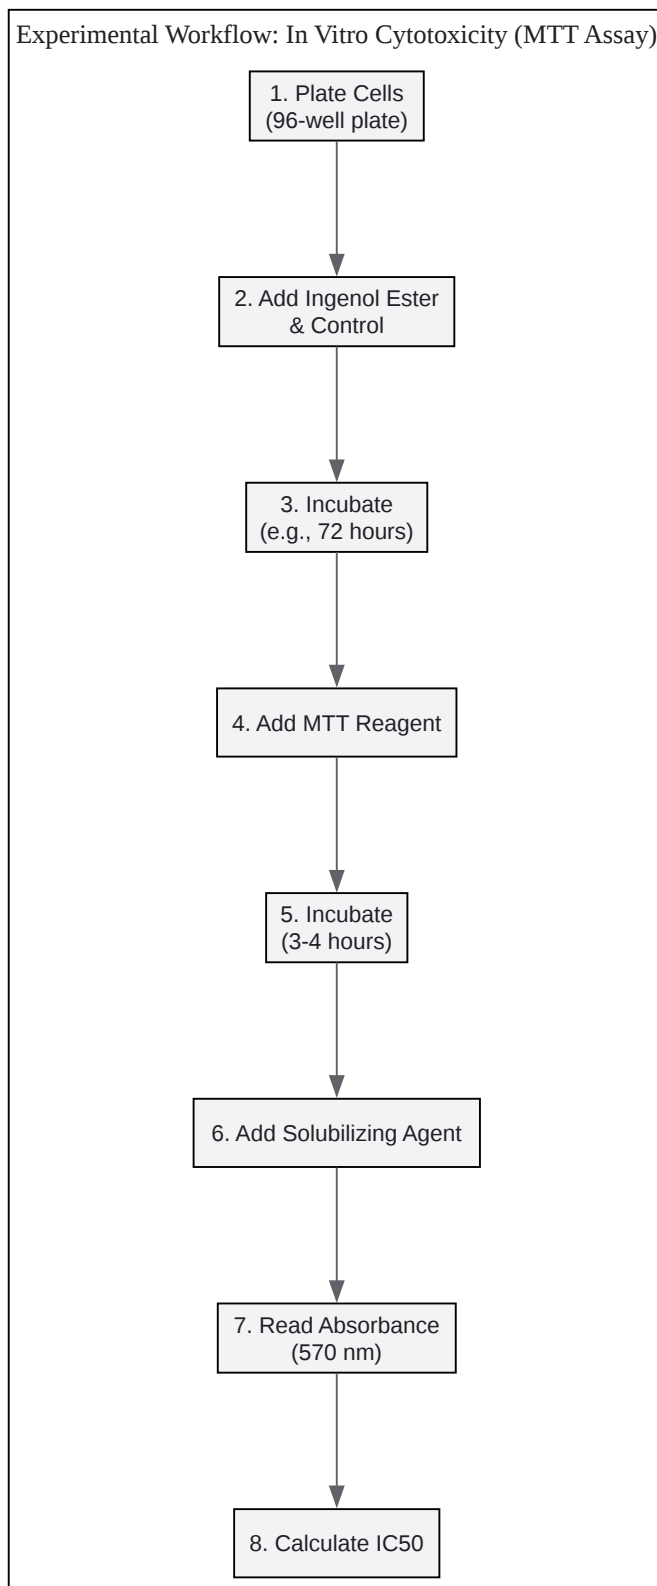 Experimental Workflow: In Vitro Cytotoxicity (MTT Assay)
1. Plate Cells
(96-well plate)
2. Add Ingenol Ester
& Control
3. Incubate
(e.g., 72 hours)
4. Add MTT Reagent
5. Incubate
(3-4 hours)
6. Add Solubilizing Agent
7. Read Absorbance
(570 nm)
8. Calculate IC50